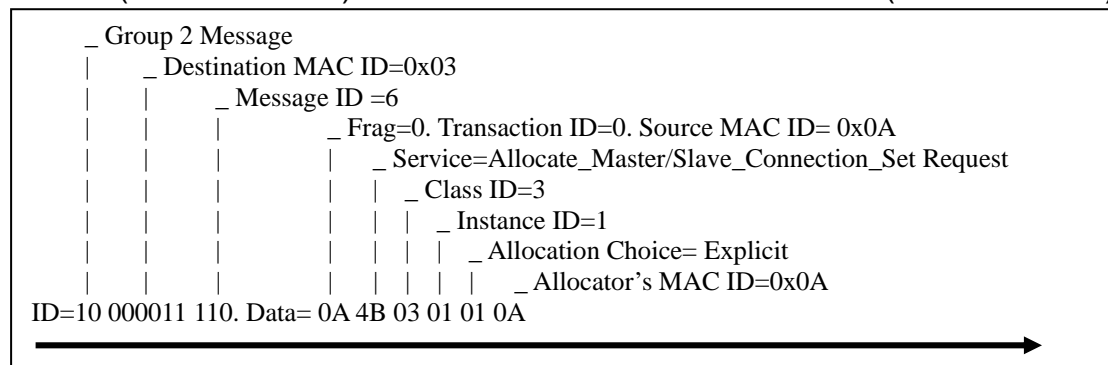 _ Group 2 Message
| _ Destination MAC ID=0x03
| | _ Message ID =6
| | | _ Frag=0. Transaction ID=0. Source MAC ID= 0x0A
| | | | _ Service=Allocate_Master/Slave_Connection_Set Request
| | | | | _ Class ID=3
| | | | | | _ Instance ID=1
| | | | | | | _ Allocation Choice= Explicit
| | | | | | | | _ Allocator’s MAC ID=0x0A
ID=10 000011 110. Data= 0A 4B 03 01 01 0A